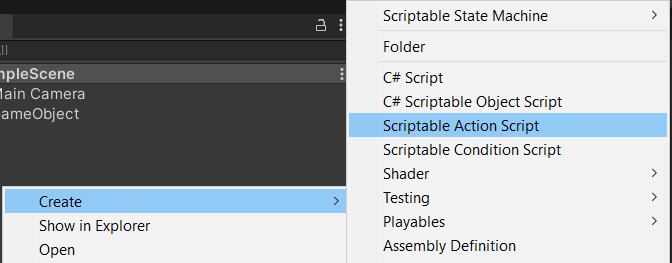 All
mpleScene
Main Camera
ameObject
Create
Show in Explorer
Open
Scriptable State Machine
Folder
C# Script
C# Scriptable Object Script
Scriptable Action Script
Scriptable Condition Script
Shader
Testing
Playables
Assembly Definition